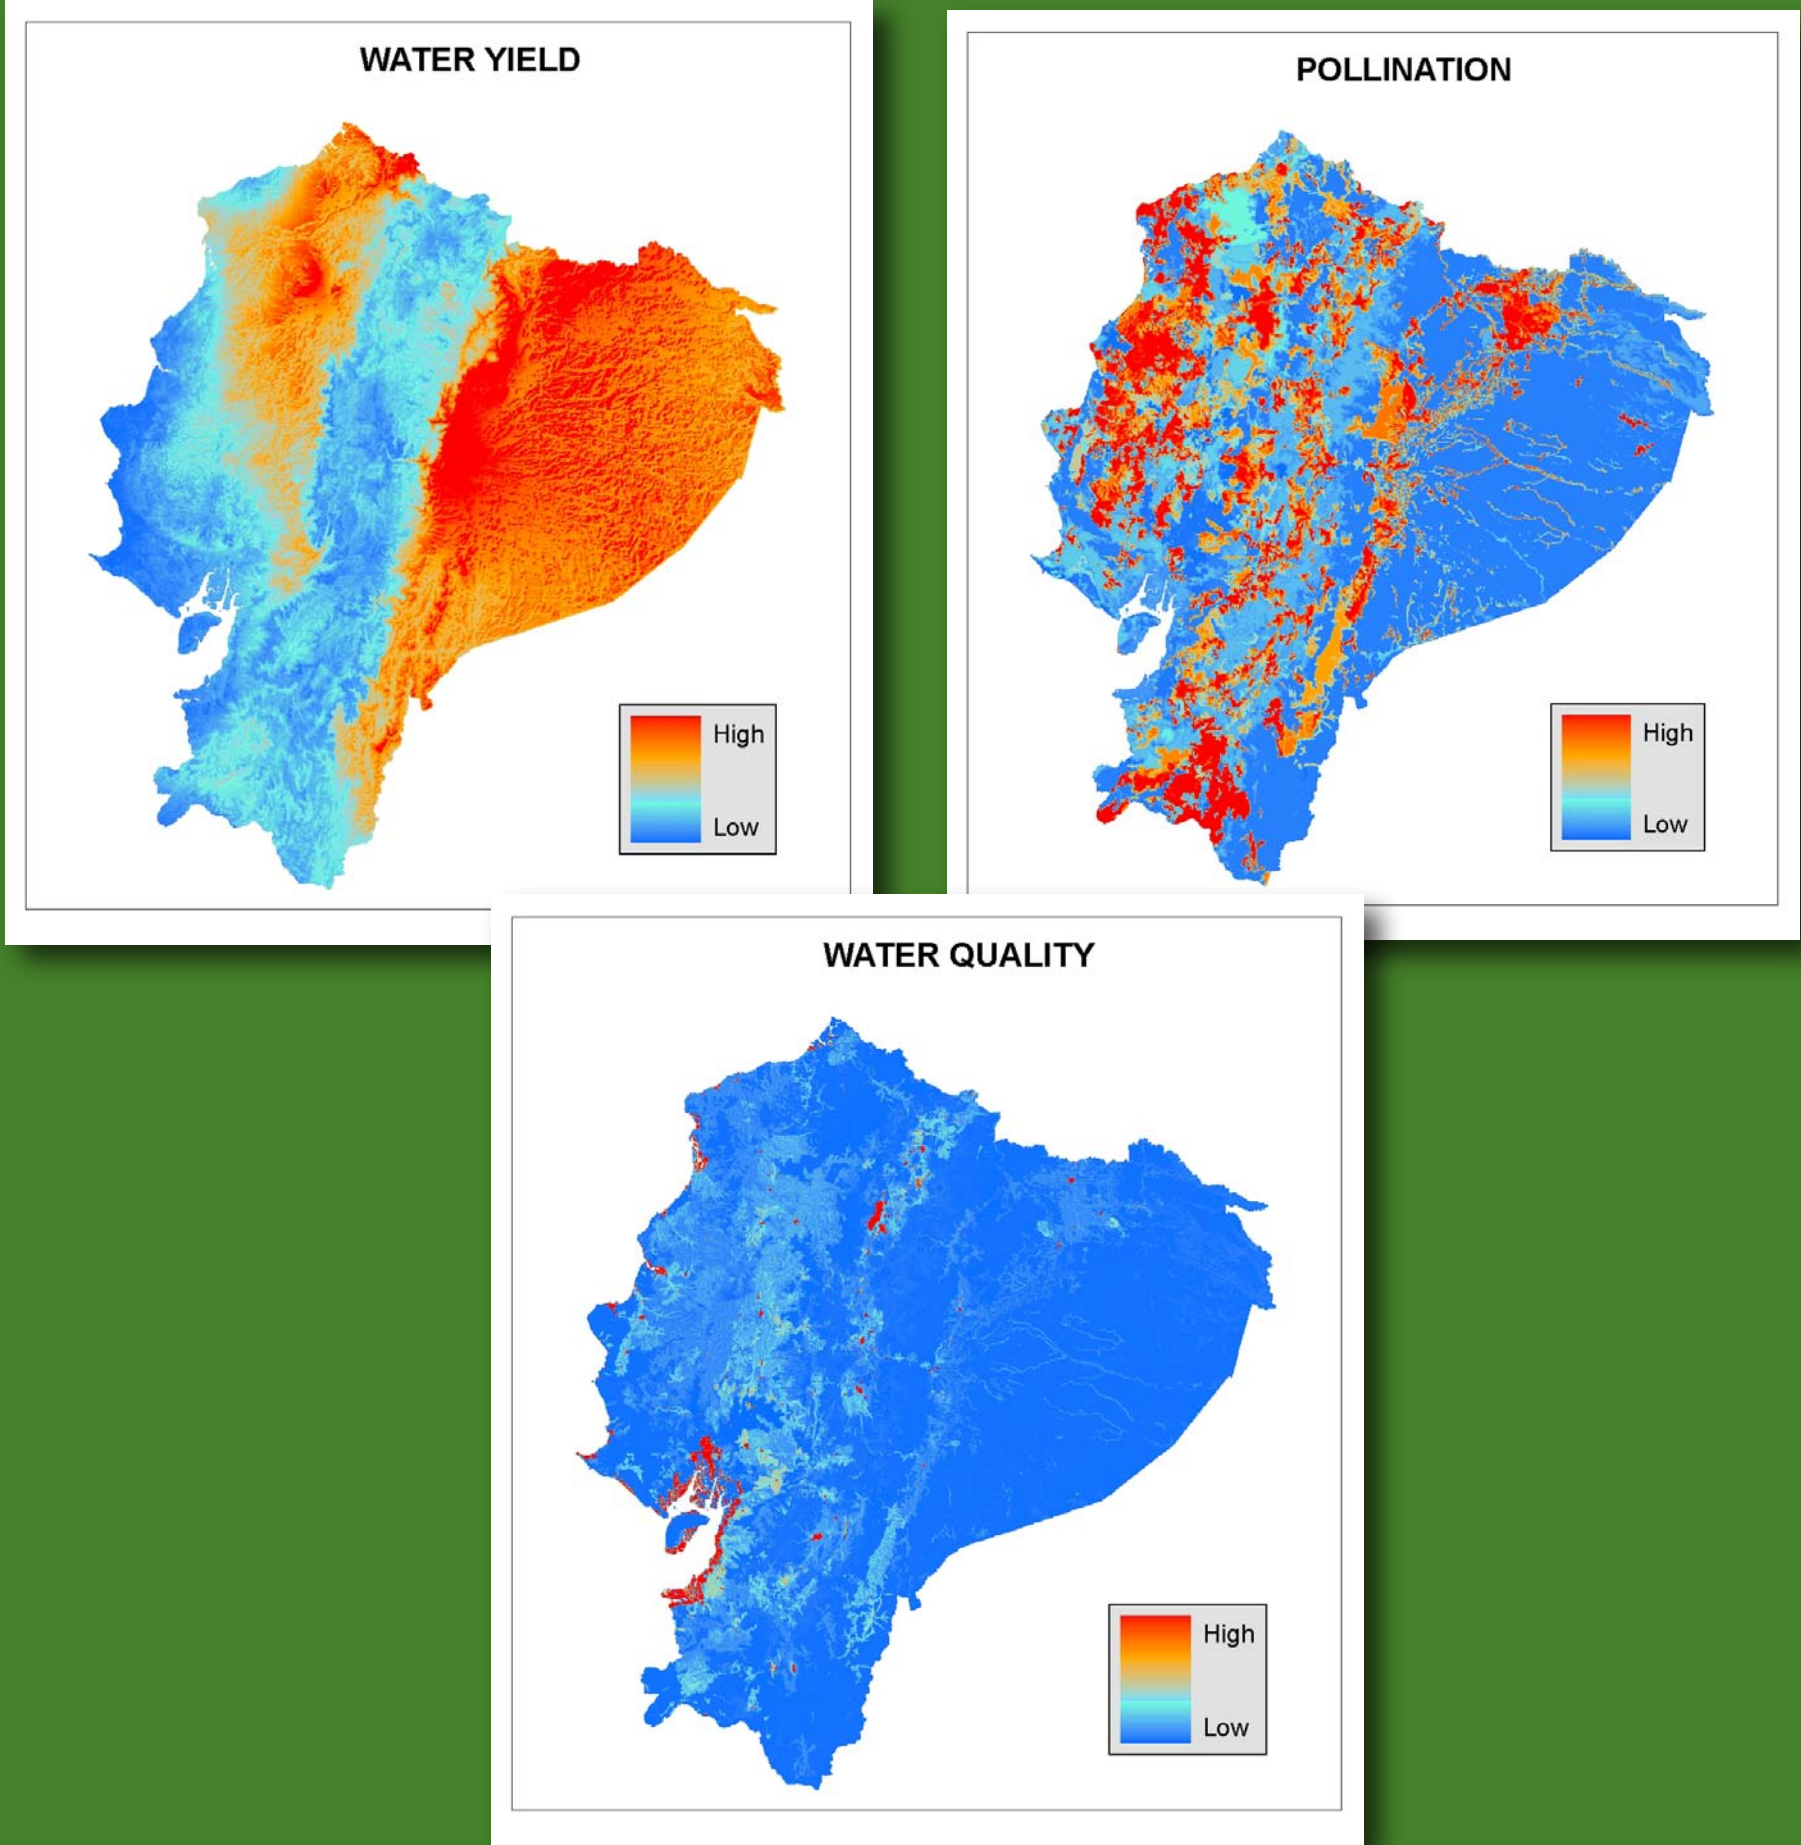 WATER YIELD
High
Low
POLLINATION
High
Low
WATER QUALITY
High
Low